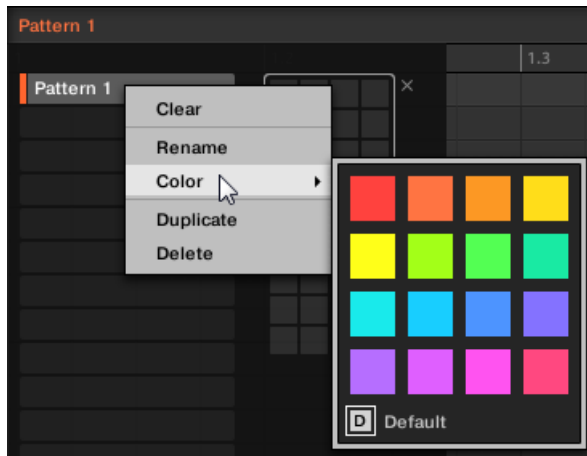 Pattern 1
1.3
Pattern 1
×
Clear
Rename
Color
Duplicate
Delete
D Default